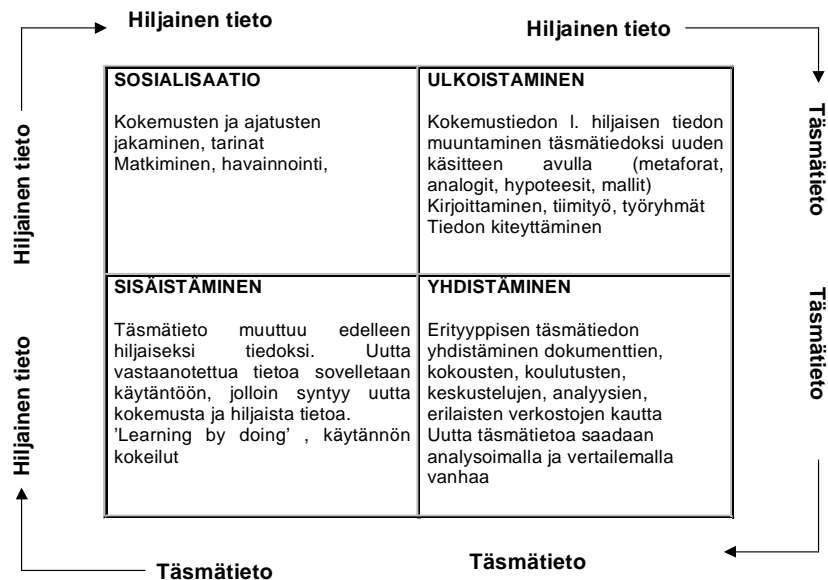 Hiljainen tieto
Hiljainen tieto
Hiljainen tieto
SOSIALISAATIO
Kokemusten ja ajatusten
jakaminen, tarinat
Matkiminen, havainnointi,
ULKOISTAMINEN
Kokemustiedon l. hiljaisen tiedon
muuntaminen täsmätiedoksi uuden
käsitteen avulla (metaforat,
analogit, hypoteesit, mallit)
Kirjoittaminen, tiimityö, työryhmät
Tiedon kiteyttäminen
Täsmätieto
Hiljainen tieto
SISÄISTÄMINEN
Täsmätieto muuttuu edelleen
hiljaiseksi tiedoksi. Uutta
vastaanotettua tietoa sovelletaan
käytäntöön, jolloin syntyy uutta
kokemusta ja hiljaista tietoa.
'Learning by doing' , käytännön
kokeilut
YHDISTÄMINEN
Erityyppisen täsmätiedon
yhdistäminen dokumenttien,
kokousten, koulutusten,
keskustelujen, analyysien,
erilaisten verkostojen kautta
Uutta täsmätietoa saadaan
analysoimalla ja vertailemalla
vanhaa
Täsmätieto
Täsmätieto
Täsmätieto